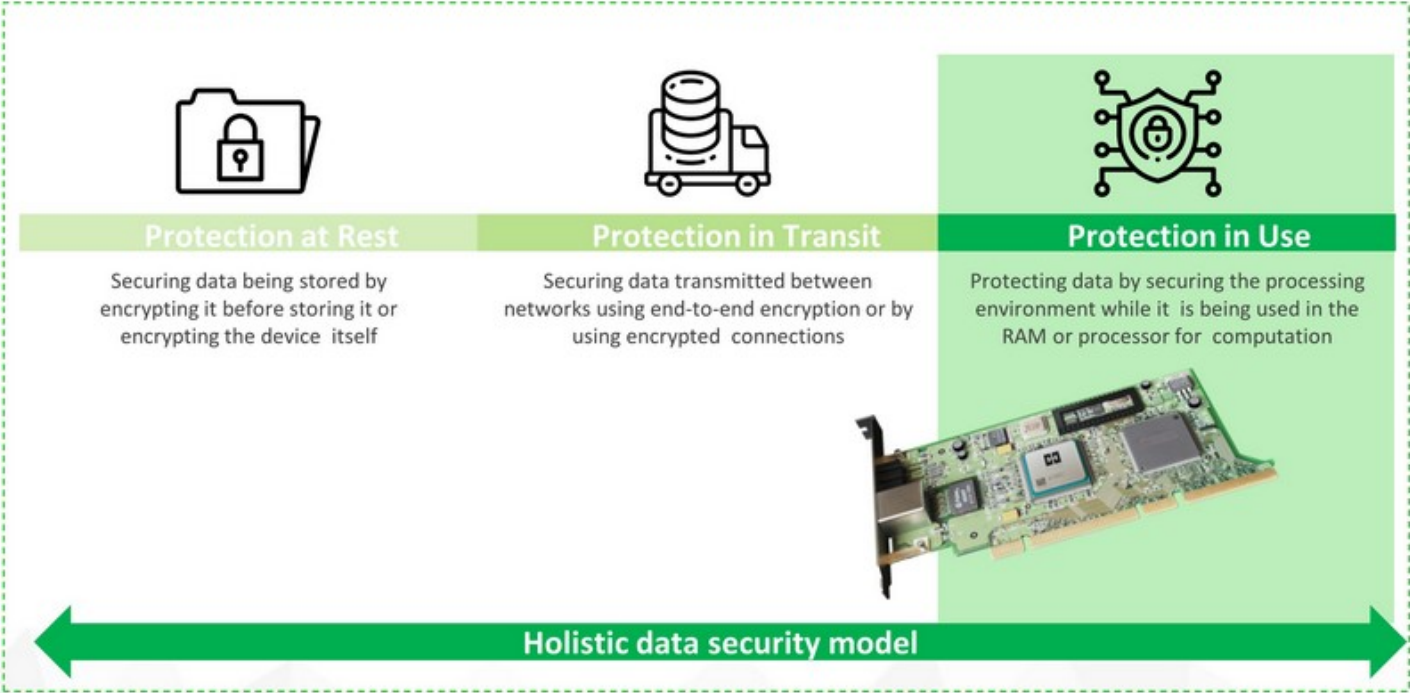 Protection at Rest
Securing data being stored by
encrypting it before storing it or
encrypting the device itself
Protection in Transit
Securing data transmitted between
networks using end-to-end encryption or by
using encrypted connections
Protection in Use
Protecting data by securing the processing
environment while it is being used in the
RAM or processor for computation
Holistic data security model